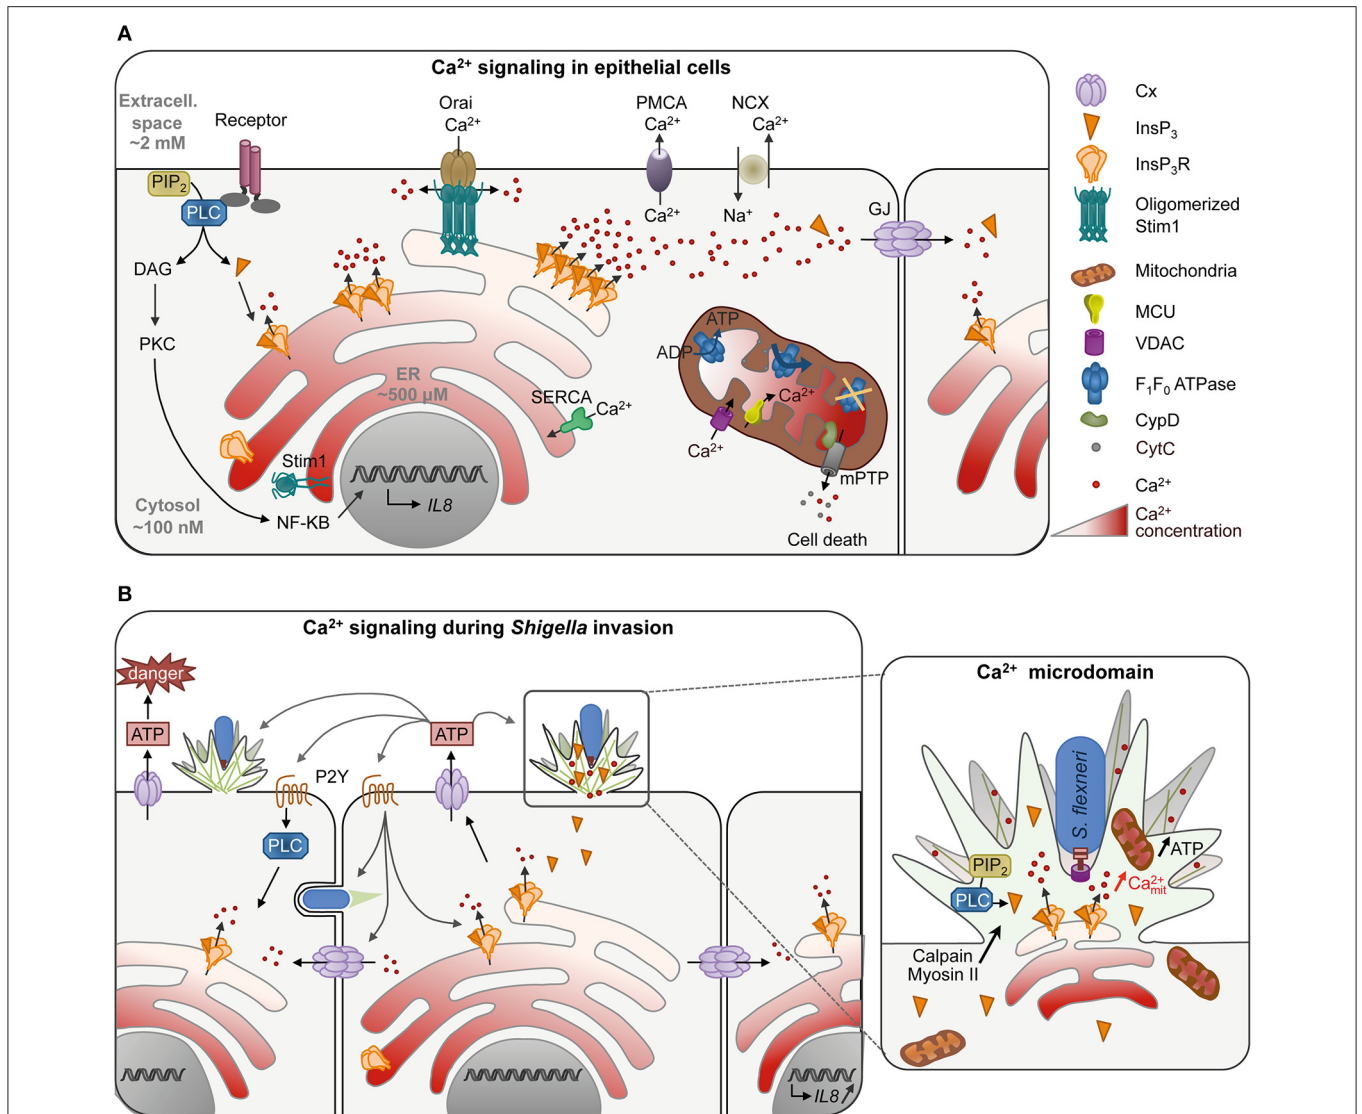 A
Ca²⁺ signaling in epithelial cells
Extracell.
space
~2 mM
Receptor
Orai
Ca²⁺
PMCA
Ca²⁺
NCX
Ca²⁺
PIP₂
PLC
Ca²⁺
Na⁺
GJ
DAG
PKC
ER
~500 µM
SERCA
Ca²⁺
ATP
ADP
Ca²⁺
Ca²⁺
mPTP
Stim1
Cytosol
~100 nM
NF-KB
IL8
Cell death
Cx
InsP₃
InsP₃R
Oligomerized
Stim1
Mitochondria
MCU
VDAC
F₁F₀ ATPase
CypD
CytC
Ca²⁺
Ca²⁺
concentration
B
Ca²⁺ signaling during Shigella invasion
danger
ATP
ATP
P2Y
PLC
IL8
Ca²⁺ microdomain
S. flexneri
PIP₂
PLC
ATP
Ca²⁺mit
Calpain
Myosin II